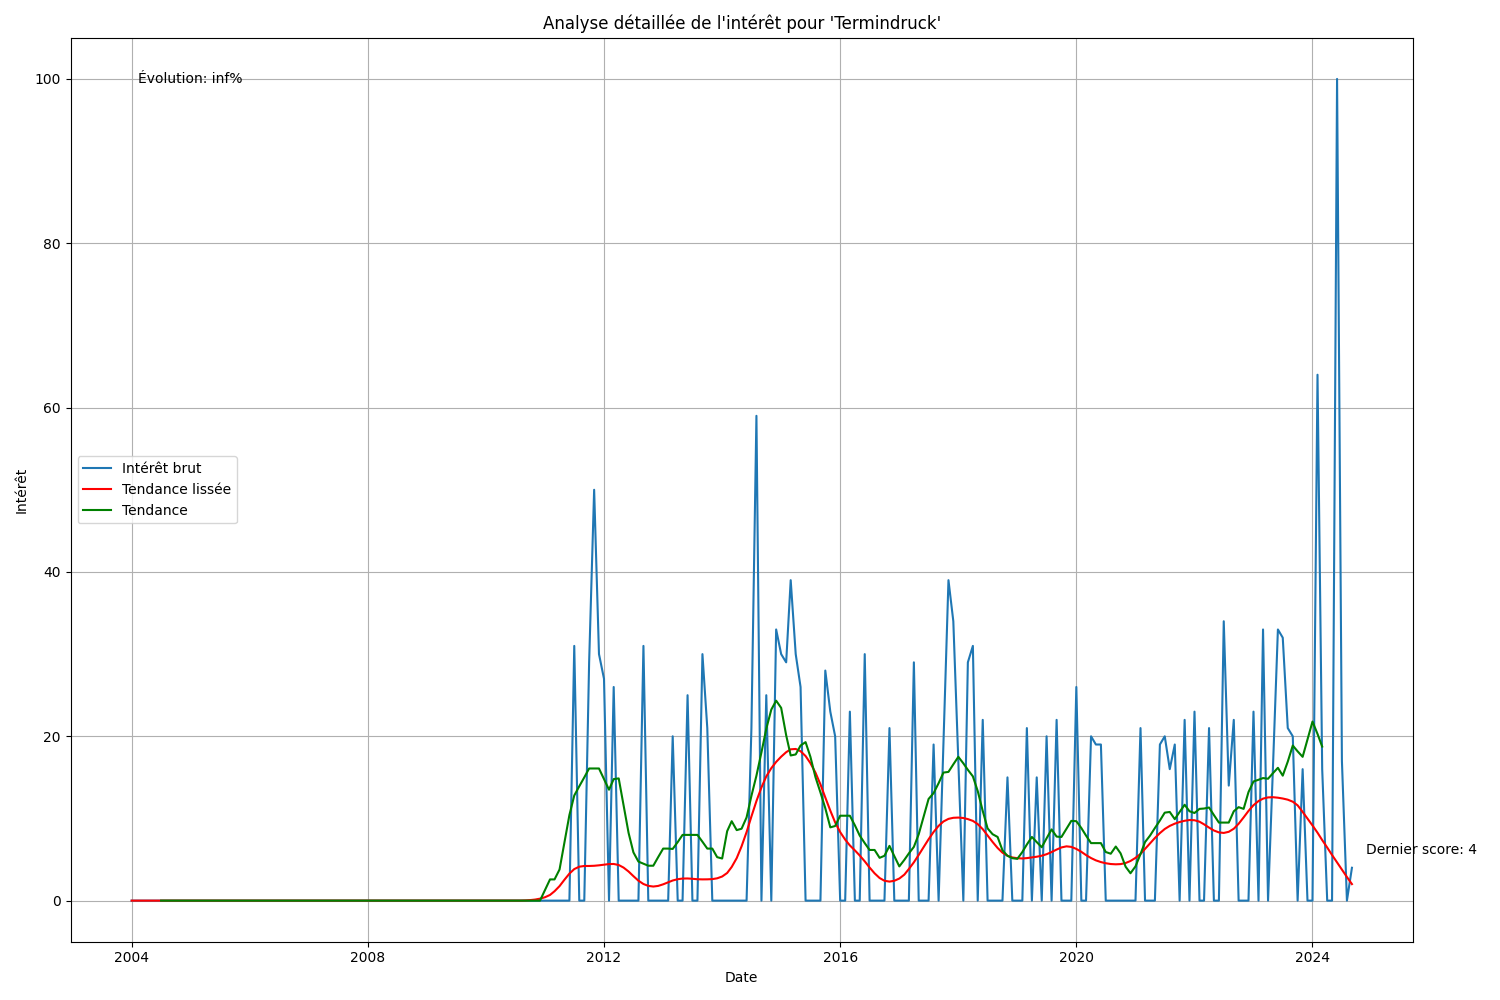 Analyse détaillée de l'intérêt pour 'Termindruck'
Évolution: inf%
100
80
60
40
20
0
Intérêt
Intérêt brut
Tendance lissée
Tendance
Dernier score: 4
2004
2008
2012
2016
2020
2024
Date